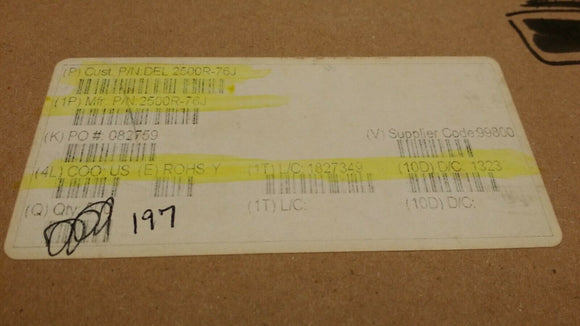 (P) Cust. P/N:DEL 2500R-76J
(1P) Mfr. P/N:2500R-76J
(K) PO #: 082759 (V) Supplier Code:99800
(4L) COO: US (E) ROHS: Y (1T) L/C: 1827349 (10D) D/C: 1323
(Q) Qty: 197 (1T) L/C: (10D) D/C: